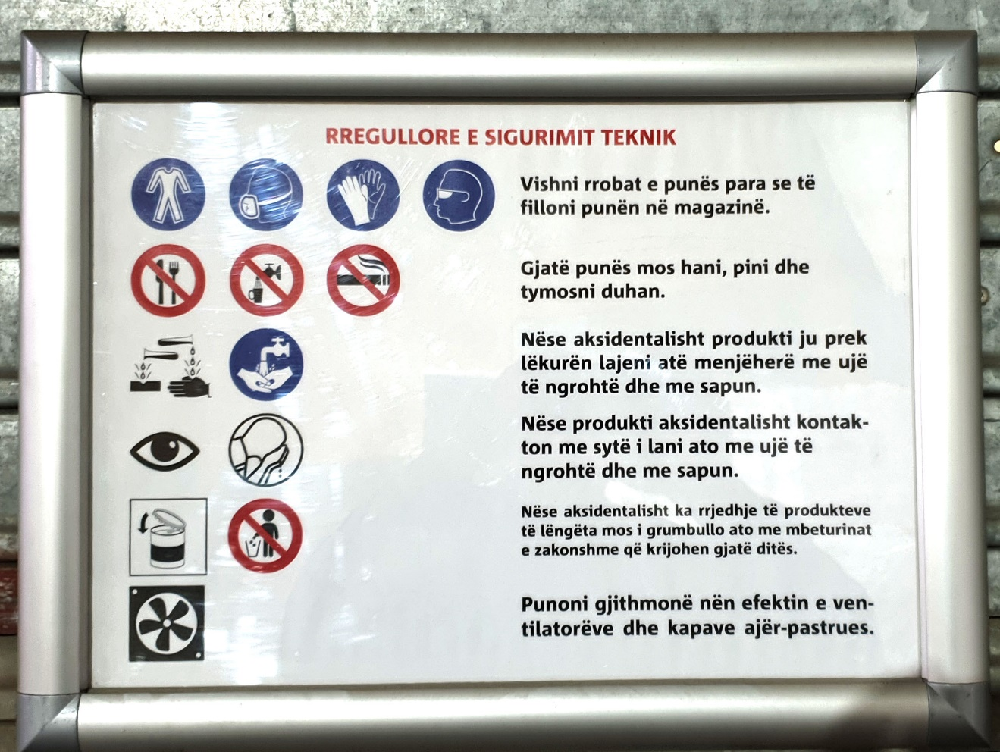 RREGULLORE E SIGURIMIT TEKNIK
Vishni rrobat e punës para se të
filloni punën në magazinë.
Gjatë punës mos hani, pini dhe
tymosni duhan.
Nëse aksidentalisht produkti ju prek
lëkurën lajeni atë menjëherë me ujë
të ngrohtë dhe me sapun.
Nëse produkti aksidentalisht kontak-
ton me sytë i lani ato me ujë të
ngrohtë dhe me sapun.
Nëse aksidentalisht ka rrjedhje të produkteve
të lëngëta mos i grumbullo ato me mbeturinat
e zakonshme që krijohen gjatë ditës.
Punoni gjithmonë nën efektin e ven-
tilatorëve dhe kapave ajër-pastrues.